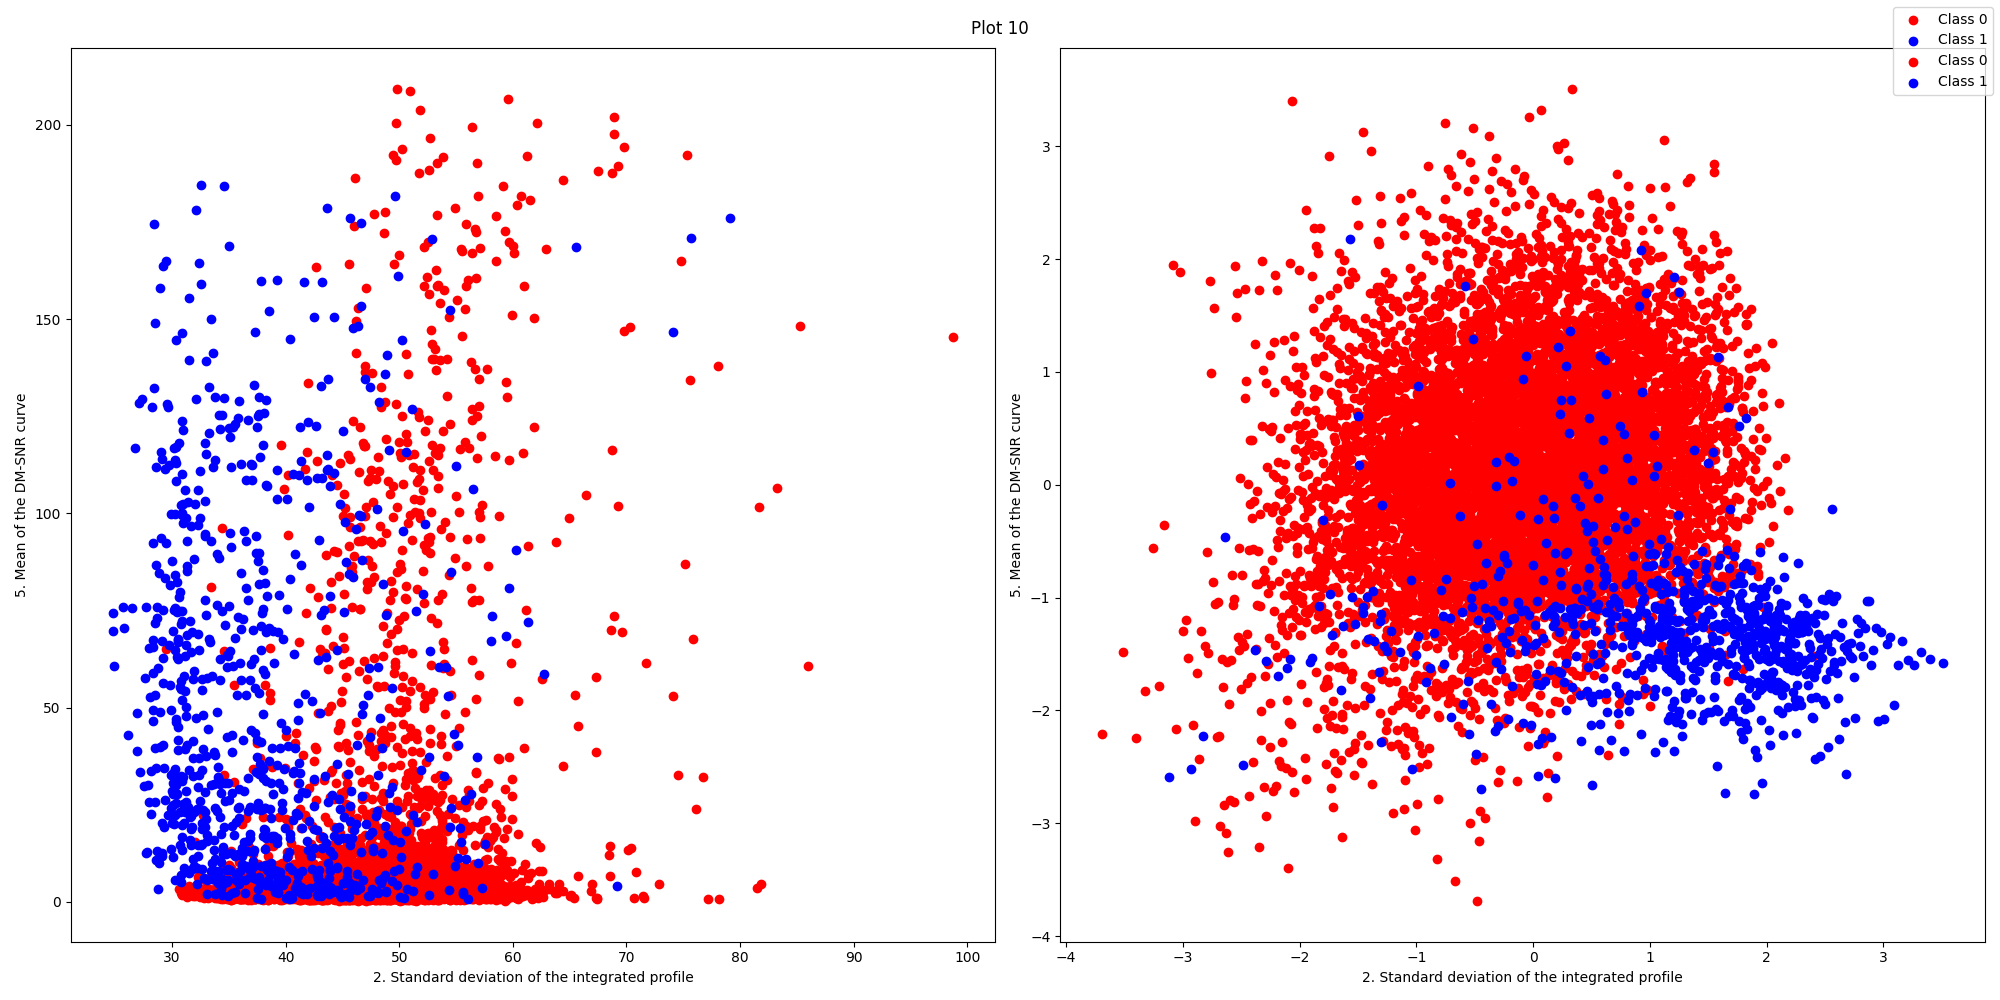 Plot 10
Class 0
Class 1
Class 0
Class 1
200
150
100
50
0
5. Mean of the DM-SNR curve
30 40 50 60 70 80 90 100
2. Standard deviation of the integrated profile
3
2
1
0
−1
−2
−3
−4
5. Mean of the DM-SNR curve
−4 −3 −2 −1 0 1 2 3
2. Standard deviation of the integrated profile